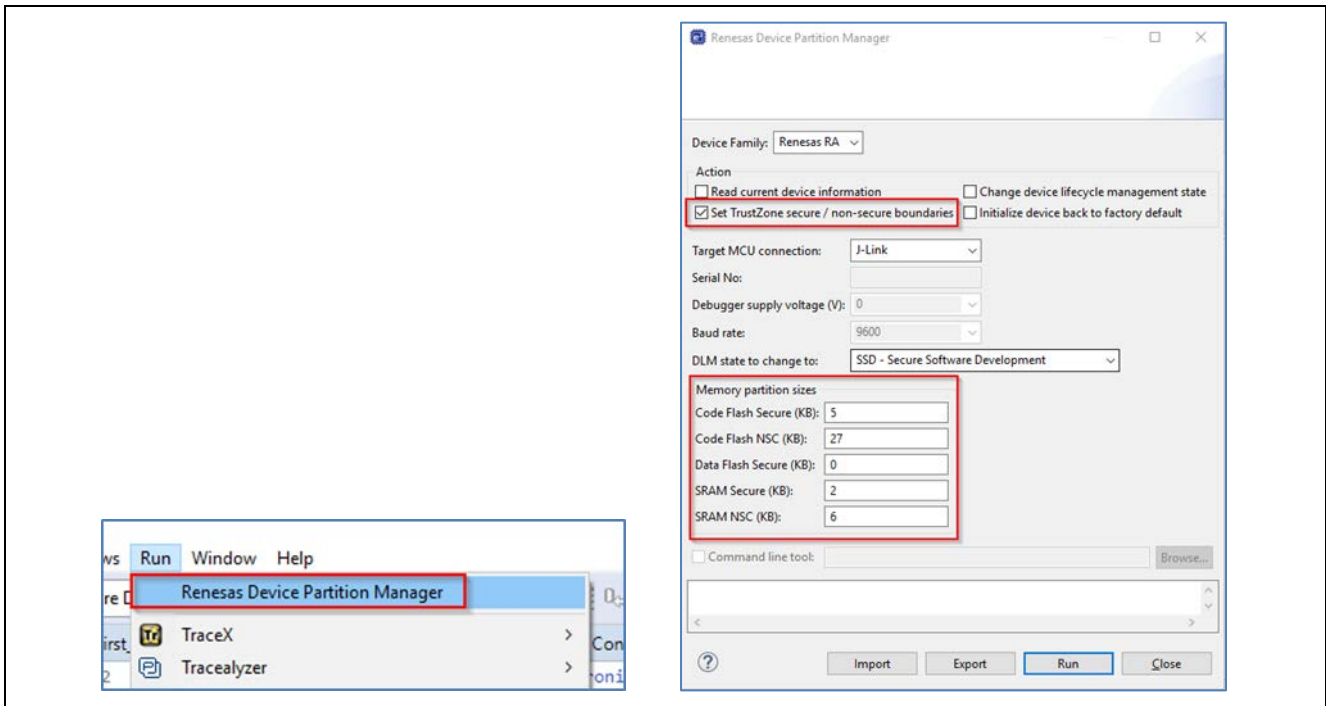 Renesas Device Partition Manager
Device Family: Renesas RA
Action
Read current device information Change device lifecycle management state
Set TrustZone secure / non-secure boundaries Initialize device back to factory default
Target MCU connection: J-Link
Serial No:
Debugger supply voltage (V): 0
Baud rate: 9600
DLM state to change to: SSD - Secure Software Development
Memory partition sizes
Code Flash Secure (KB): 5
Code Flash NSC (KB): 27
Data Flash Secure (KB): 0
SRAM Secure (KB): 2
SRAM NSC (KB): 6
Command line tool: Browse...
? Import Export Run Close
ws Run Window Help
re Renesas Device Partition Manager
irst_ Tr TraceX > Con
2 Tracealyzer > oni